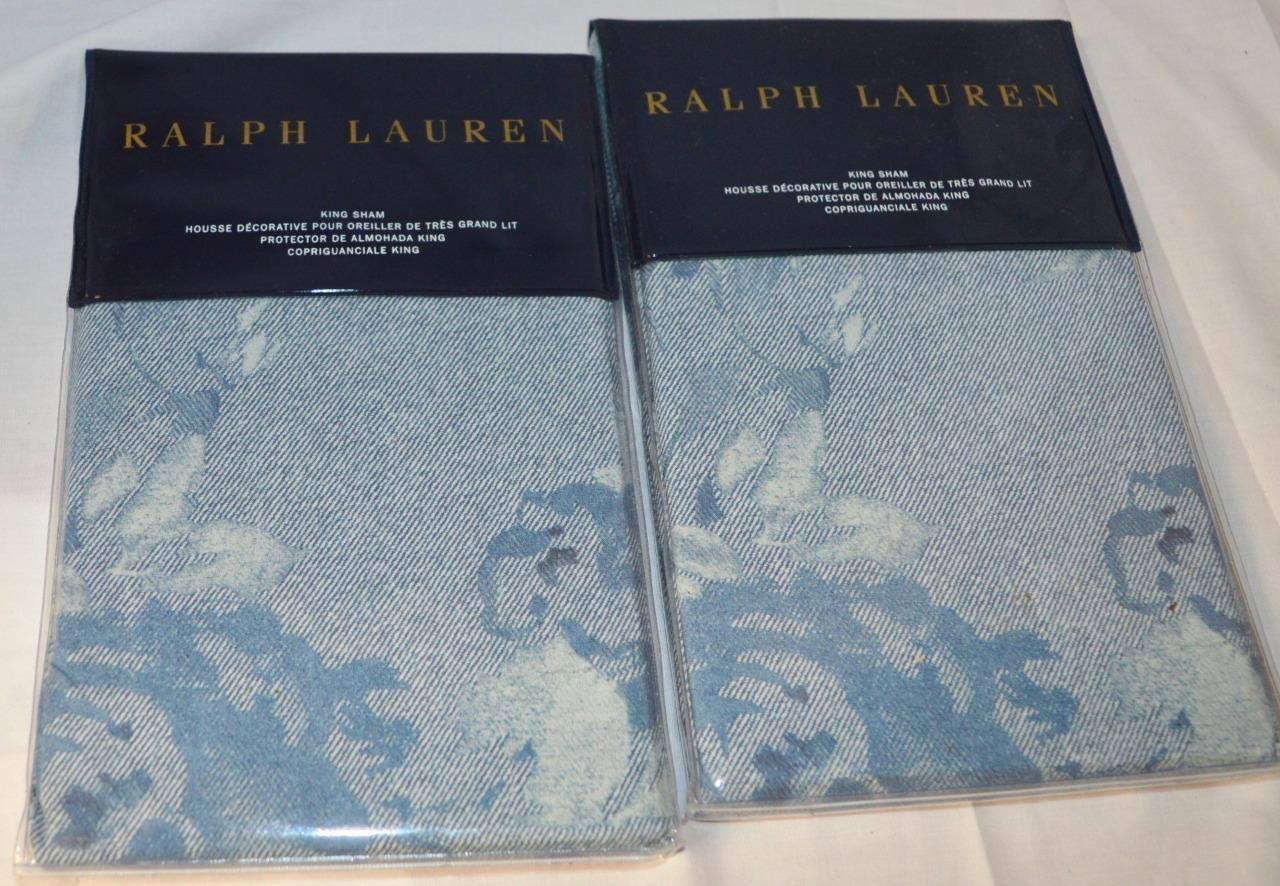 RALPH LAUREN
KING SHAM
HOUSSE DÉCORATIVE POUR OREILLER DE TRÈS GRAND LIT
PROTECTOR DE ALMOHADA KING
COPRIGUANCIALE KING
RALPH LAUREN
KING SHAM
HOUSSE DÉCORATIVE POUR OREILLER DE TRÈS GRAND LIT
PROTECTOR DE ALMOHADA KING
COPRIGUANCIALE KING